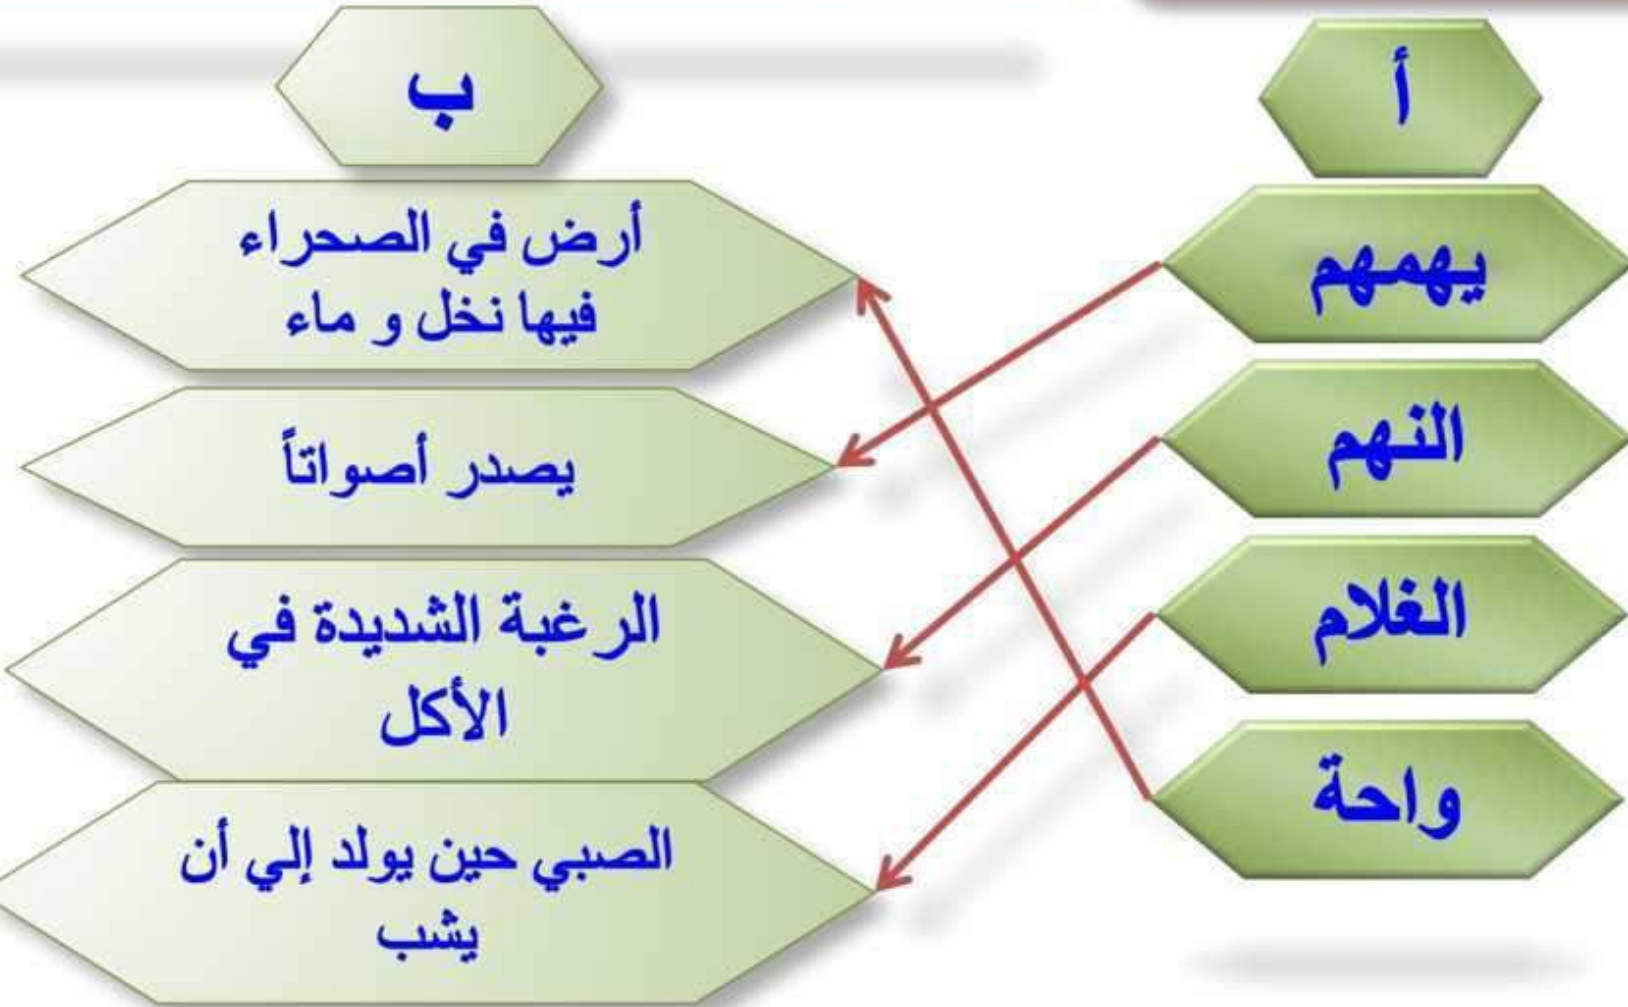 أ
يهمهم
النهم
الغلام
واحة
ب
أرض في الصحراء
فيها نخل و ماء
يصدر أصواتاً
الرغبة الشديدة في
الأكل
الصبي حين يولد إلي أن
يشب